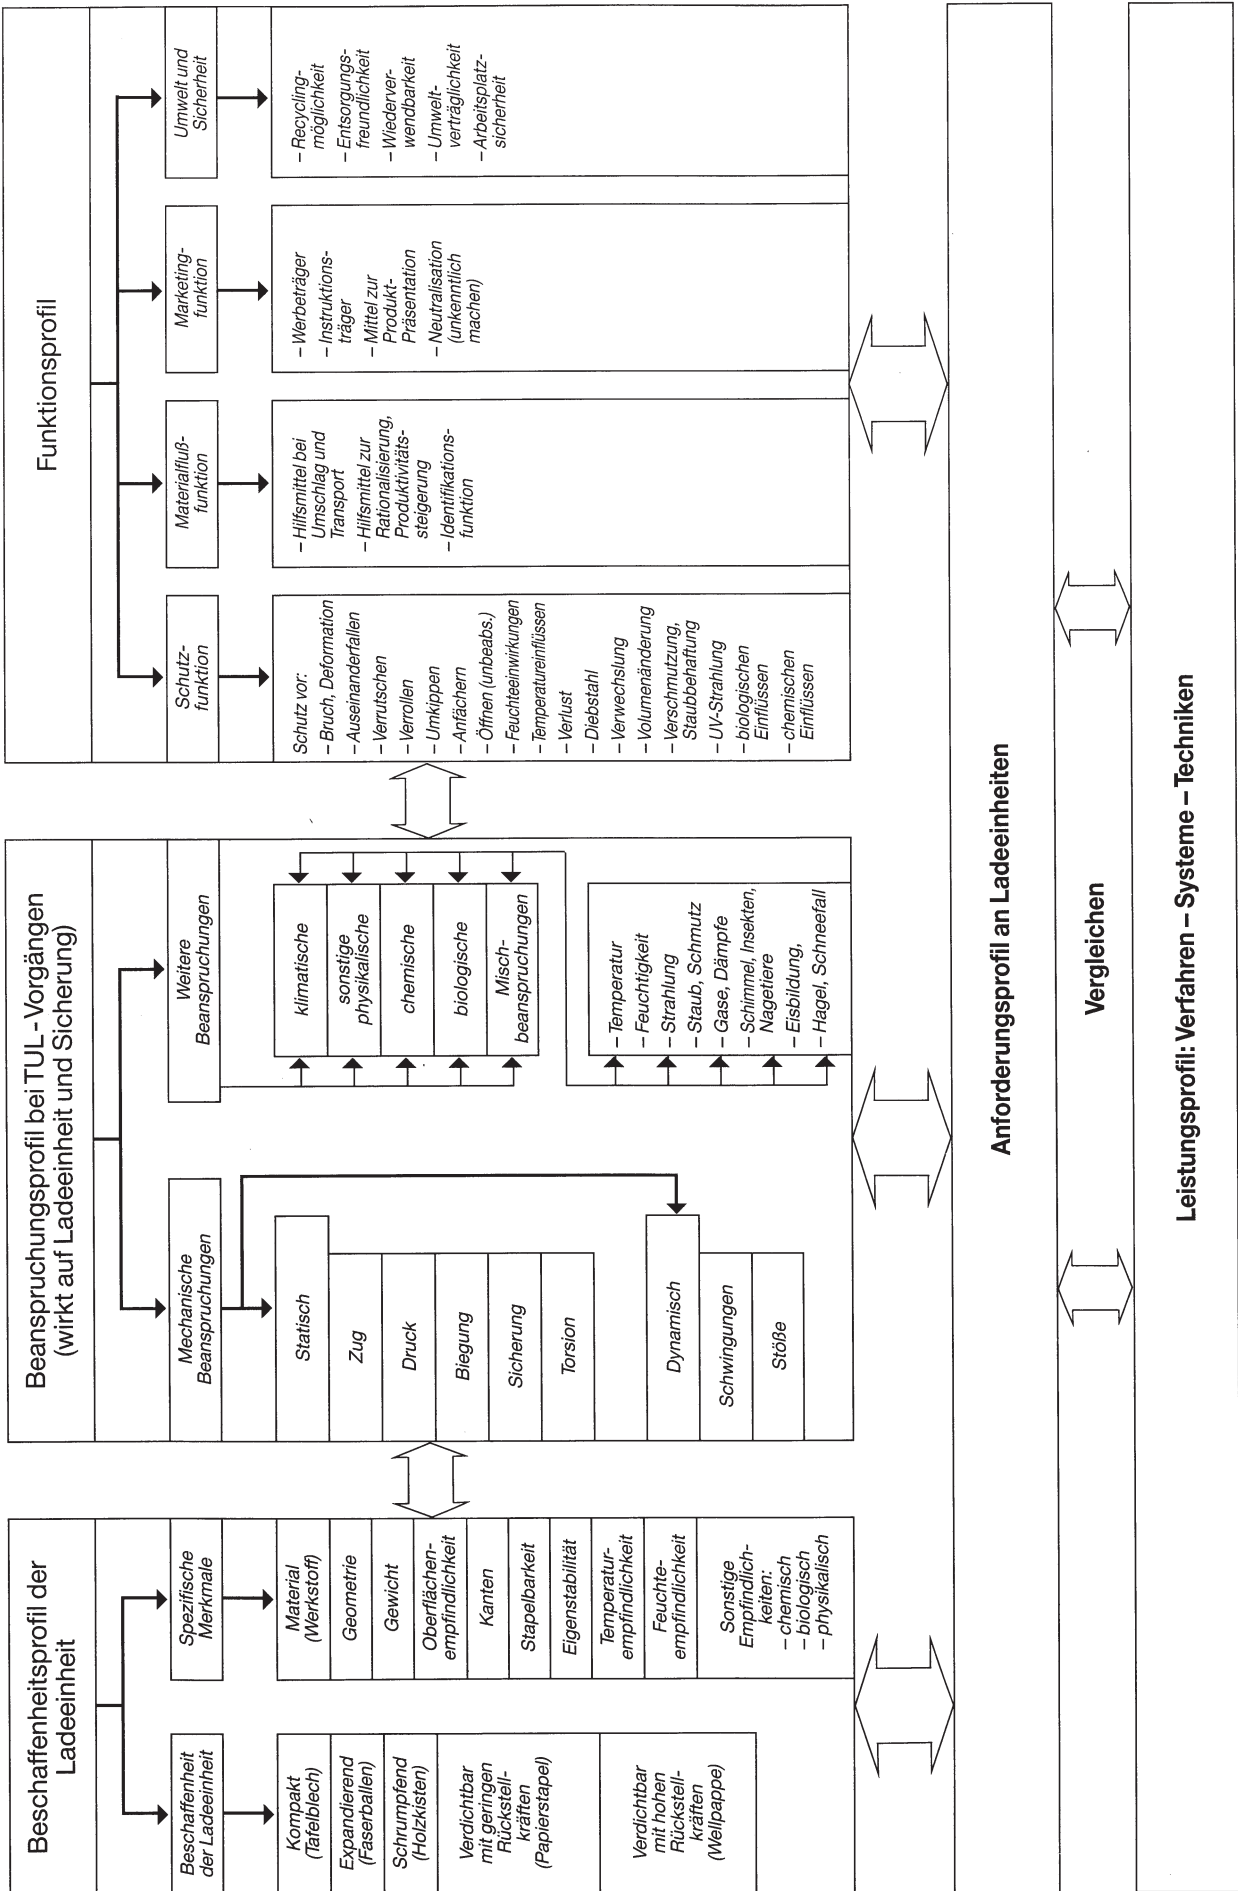 Beschaffenheitsprofil der
Ladeeinheit
Beschaffenheit
der Ladeeinheit
Kompakt
(Tafelblech)
Expandierend
(Faserballen)
Schrumpfend
(Holzkisten)
Verdichtbar
mit geringen
Rückstell-
kräften
(Papierstapel)
Verdichtbar
mit hohen
Rückstell-
kräften
(Wellpappe)
Spezifische
Merkmale
Material
(Werkstoff)
Geometrie
Gewicht
Oberflächen-
empfindlichkeit
Kanten
Stapelbarkeit
Eigenstabilität
Temperatur-
empfindlichkeit
Feuchte-
empfindlichkeit
Sonstige
Empfindlich-
keiten:
– chemisch
– biologisch
– physikalisch
Beanspruchungsprofil bei TUL - Vorgängen
(wirkt auf Ladeeinheit und Sicherung)
Mechanische
Beanspruchungen
Statisch
Zug
Druck
Biegung
Sicherung
Torsion
Dynamisch
Schwingungen
Stöße
Weitere
Beanspruchungen
klimatische
sonstige
physikalische
chemische
biologische
Misch-
beanspruchungen
– Temperatur
– Feuchtigkeit
– Strahlung
– Staub, Schmutz
– Gase, Dämpfe
– Schimmel, Insekten,
Nagetiere
– Eisbildung,
– Hagel, Schneefall
Funktionsprofil
Schutz-
funktion
Schutz vor:
– Bruch, Deformation
– Auseinanderfallen
– Verrutschen
– Verrollen
– Umkippen
– Anfächern
– Öffnen (unbeabs.)
– Feuchteeinwirkungen
– Temperatureinflüssen
– Verlust
– Diebstahl
– Verwechslung
– Volumenänderung
– Verschmutzung,
Staubbehaftung
– UV-Strahlung
– biologischen
Einflüssen
– chemischen
Einflüssen
Materialfluß-
funktion
– Hilfsmittel bei
Umschlag und
Transport
– Hilfsmittel zur
Rationalisierung,
Produktivitäts-
steigerung
– Identifikations-
funktion
Marketing-
funktion
– Werbeträger
– Instruktions-
träger
– Mittel zur
Produkt-
Präsentation
– Neutralisation
(unkenntlich
machen)
Umwelt und
Sicherheit
– Recycling-
möglichkeit
– Entsorgungs-
freundlichkeit
– Wiederver-
wendbarkeit
– Umwelt-
verträglichkeit
– Arbeitsplatz-
sicherheit
Anforderungsprofil an Ladeeinheiten
Vergleichen
Leistungsprofil: Verfahren – Systeme – Techniken